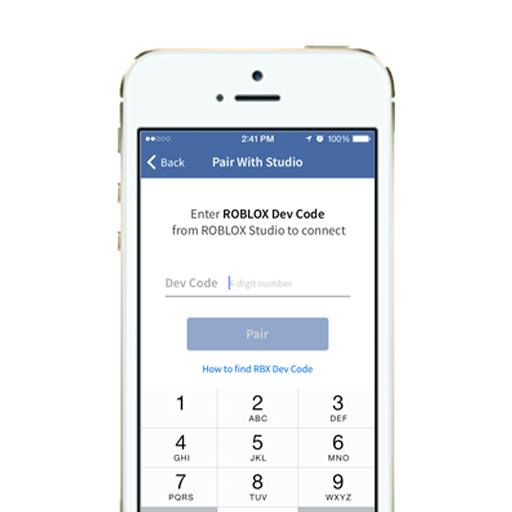 2:41 PM 100%
Back Pair With Studio
Enter ROBLOX Dev Code
from ROBLOX Studio to connect
Dev Code 4-digit number
Pair
How to find RBX Dev Code
1 2 3
ABC DEF
4 5 6
GHI JKL MNO
7 8 9
PQRS TUV WXYZ